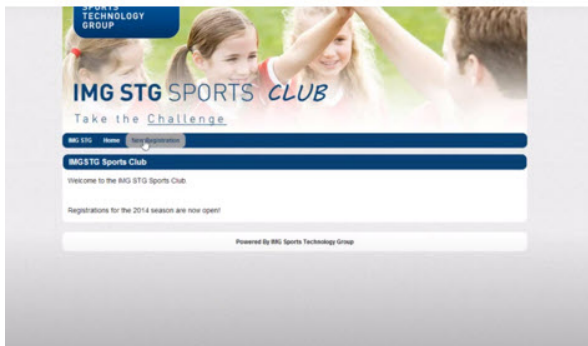 SPORTS
TECHNOLOGY
GROUP
IMG STG SPORTS CLUB
Take the Challenge
IMG STG Home New Registration
IMGSTG Sports Club
Welcome to the IMG STG Sports Club.
Registrations for the 2014 season are now open!
Powered By IMG Sports Technology Group